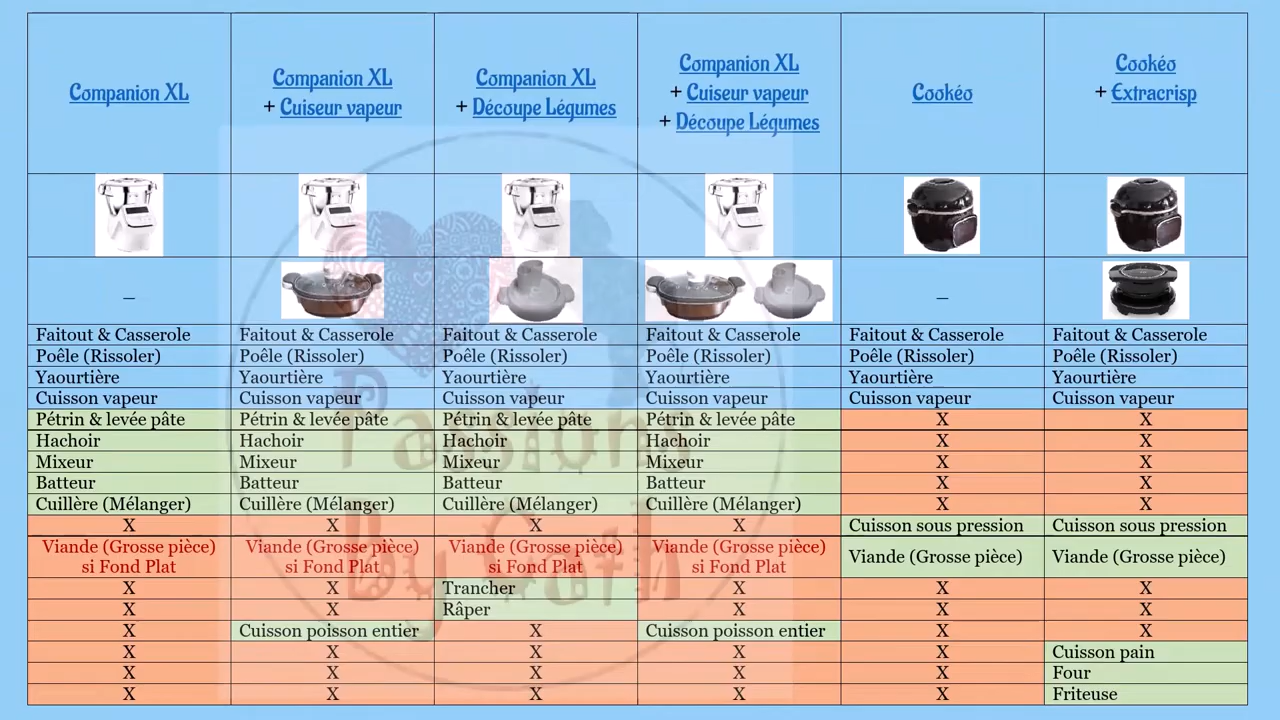 Companion XL
Companion XL
+ Cuiseur vapeur
Companion XL
+ Découpe Légumes
Companion XL
+ Cuiseur vapeur
+ Découpe Légumes
Cookéo
Cookéo
+ Extracrisp
–
–
Faitout & Casserole Faitout & Casserole Faitout & Casserole Faitout & Casserole Faitout & Casserole Faitout & Casserole
Poêle (Rissoler) Poêle (Rissoler) Poêle (Rissoler) Poêle (Rissoler) Poêle (Rissoler) Poêle (Rissoler)
Yaourtière Yaourtière Yaourtière Yaourtière Yaourtière Yaourtière
Cuisson vapeur Cuisson vapeur Cuisson vapeur Cuisson vapeur Cuisson vapeur Cuisson vapeur
Pétrin & levée pâte Pétrin & levée pâte Pétrin & levée pâte Pétrin & levée pâte X X
Hachoir Hachoir Hachoir Hachoir X X
Mixeur Mixeur Mixeur Mixeur X X
Batteur Batteur Batteur Batteur X X
Cuillère (Mélanger) Cuillère (Mélanger) Cuillère (Mélanger) Cuillère (Mélanger) X X
X X X X Cuisson sous pression Cuisson sous pression
Viande (Grosse pièce) Viande (Grosse pièce) Viande (Grosse pièce) Viande (Grosse pièce) Viande (Grosse pièce) Viande (Grosse pièce)
si Fond Plat si Fond Plat si Fond Plat si Fond Plat
X X Trancher X X X
X X Râper X X X
X Cuisson poisson entier X Cuisson poisson entier X X
X X X X X Cuisson pain
X X X X X Four
X X X X X Friteuse
Passions
By Cath